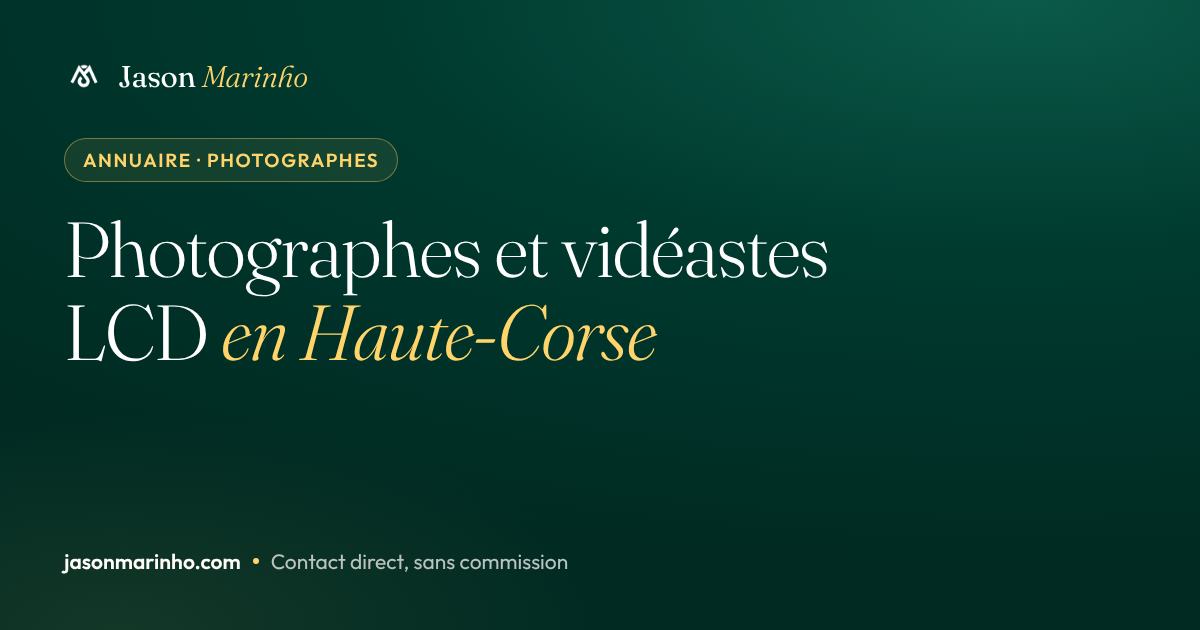 Jason Marinho
ANNUAIRE · PHOTOGRAPHES
Photographes et vidéastes
LCD en Haute-Corse
jasonmarinho.com • Contact direct, sans commission